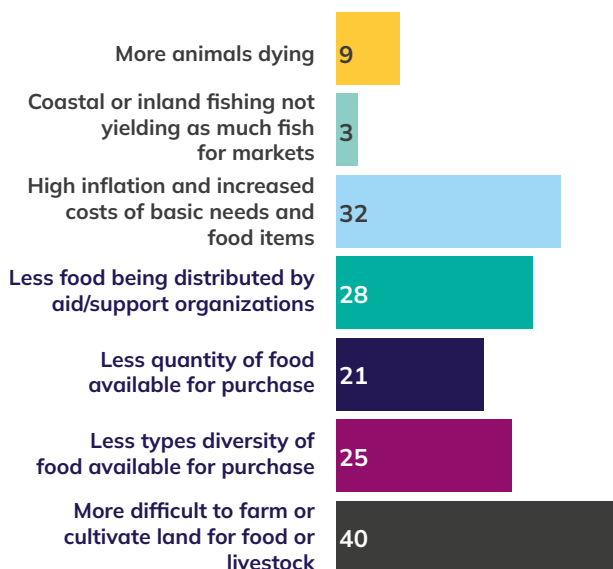 More animals dying
9
Coastal or inland fishing not
yielding as much fish
for markets
3
High inflation and increased
costs of basic needs and
food items
32
Less food being distributed by
aid/support organizations
28
Less quantity of food
available for purchase
21
Less types diversity of
food available for purchase
25
More difficult to farm or
cultivate land for food or
livestock
40